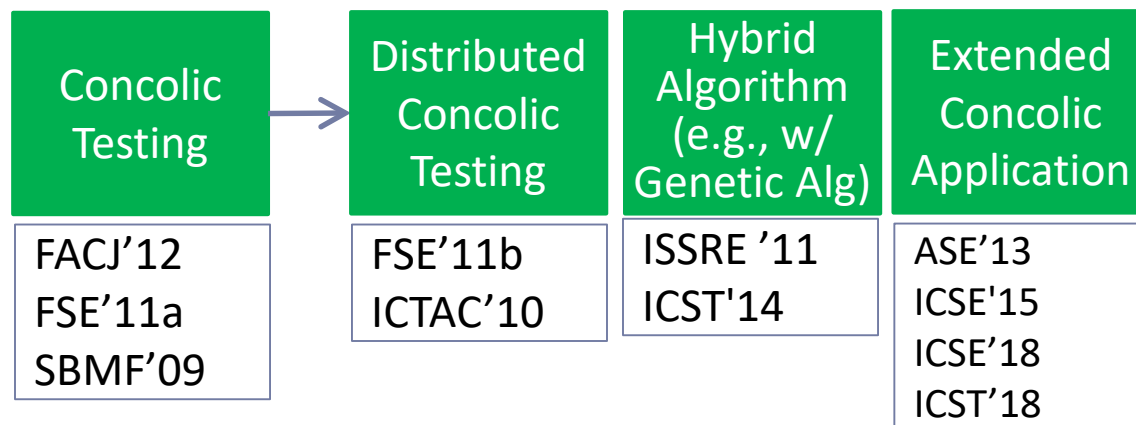 Concolic
Testing
Distributed
Concolic
Testing
Hybrid
Algorithm
(e.g., w/
Genetic Alg)
Extended
Concolic
Application
FACJ’12
FSE’11a
SBMF’09
FSE’11b
ICTAC’10
ISSRE ’11
ICST'14
ASE’13
ICSE'15
ICSE’18
ICST’18